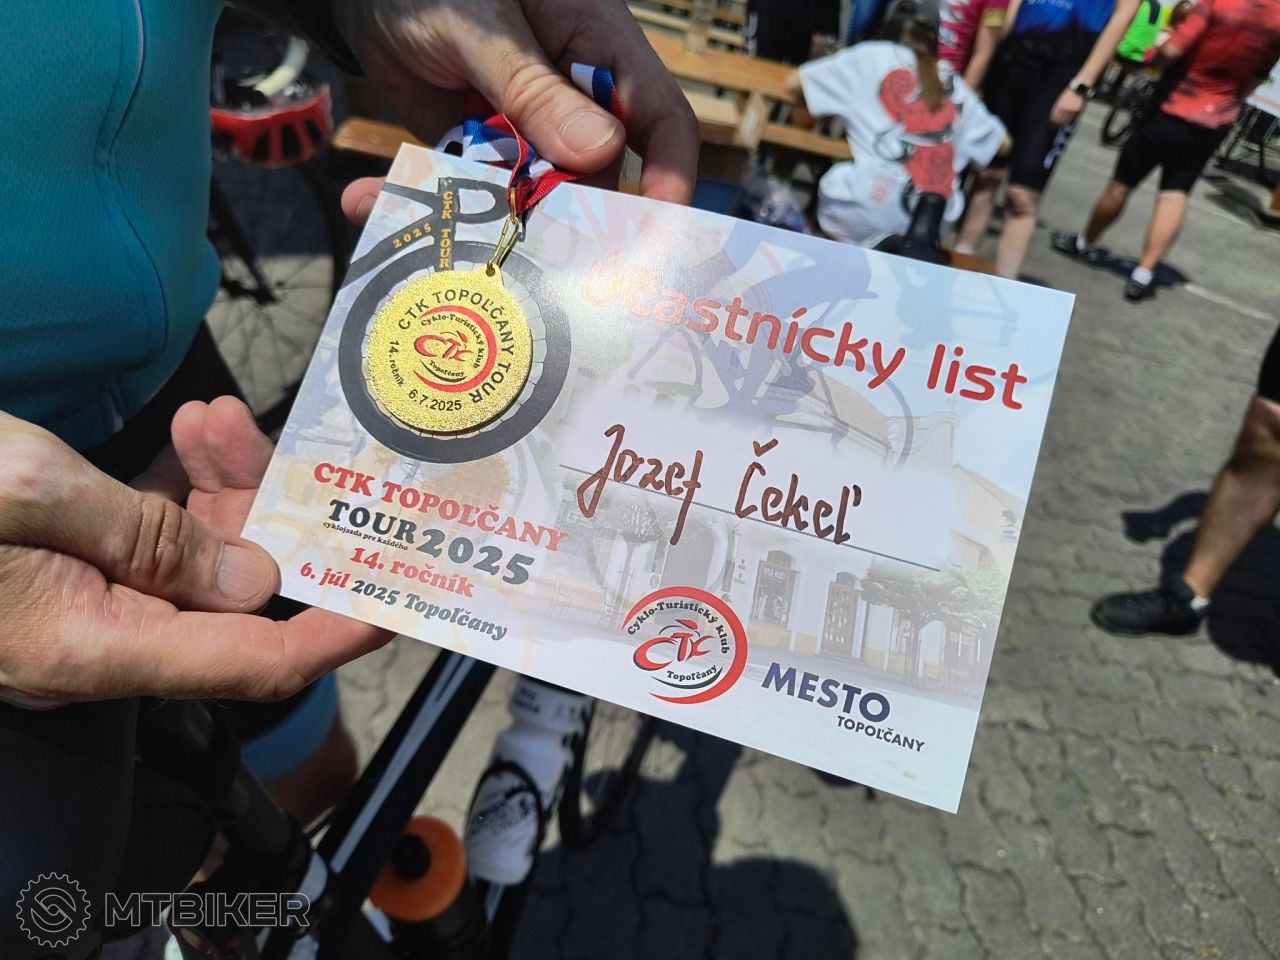 2025
CTK TOUR
CTK TOPOĽČANY TOUR
Cyklo-Turistický klub
CTK
Topoľčany
14. ročník
6.7.2025
Účastnícky list
Jozef Čekeľ
CTK TOPOĽČANY
TOUR 2025
cyklojazda pre každého
14. ročník
6. júl 2025 Topoľčany
Cyklo-Turistický klub
CTK
Topoľčany
MESTO
TOPOĽČANY
MTBIKER